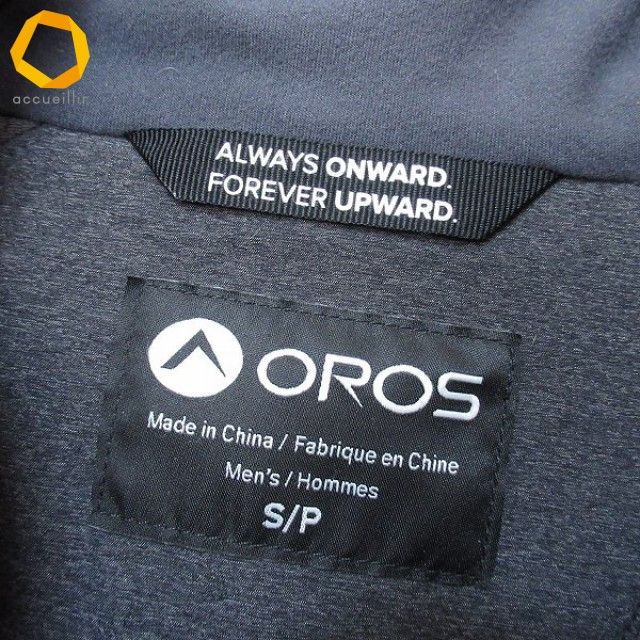 accueillir
ALWAYS ONWARD.
FOREVER UPWARD.
OROS
Made in China / Fabrique en Chine
Men's / Hommes
S/P